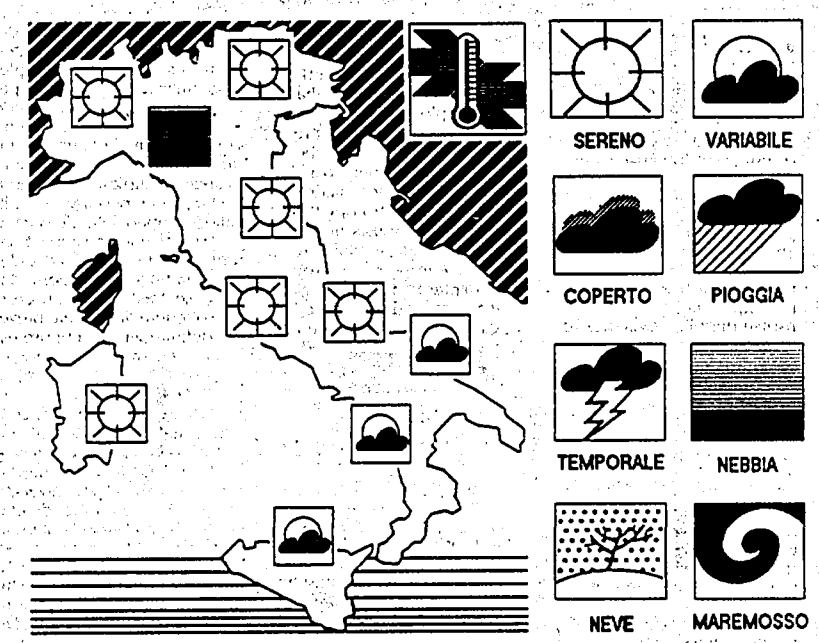 SERENO VARIABILE
COPERTO PIOGGIA
TEMPORALE NEBBIA
NEVE MAREMOSSO